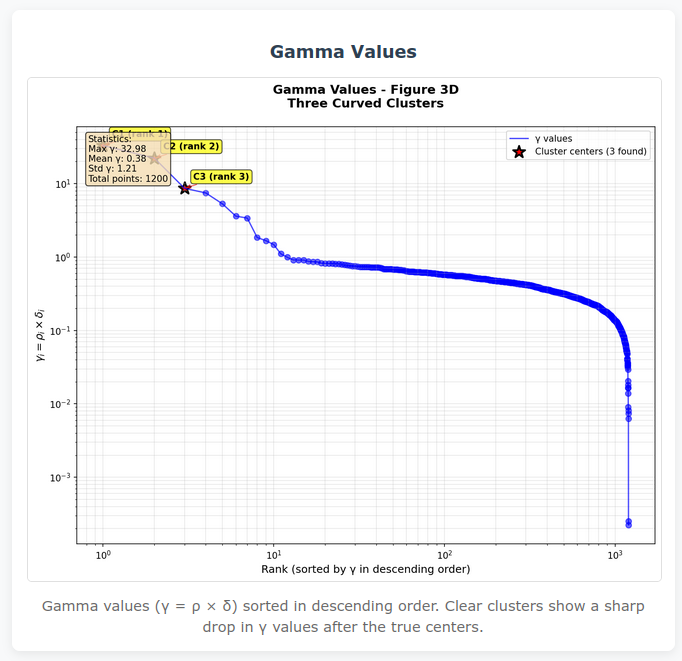 Gamma Values
Gamma Values - Figure 3D
Three Curved Clusters
C1 (rank 1)
Statistics:
Max γ: 32.98
Mean γ: 0.38
Std γ: 1.21
Total points: 1200
C2 (rank 2)
C3 (rank 3)
γ values
Cluster centers (3 found)
10¹
10⁰
10⁻¹
10⁻²
10⁻³
γᵢ = ρᵢ × δᵢ
10⁰ 10¹ 10² 10³
Rank (sorted by γ in descending order)
Gamma values (γ = ρ × δ) sorted in descending order. Clear clusters show a sharp
drop in γ values after the true centers.